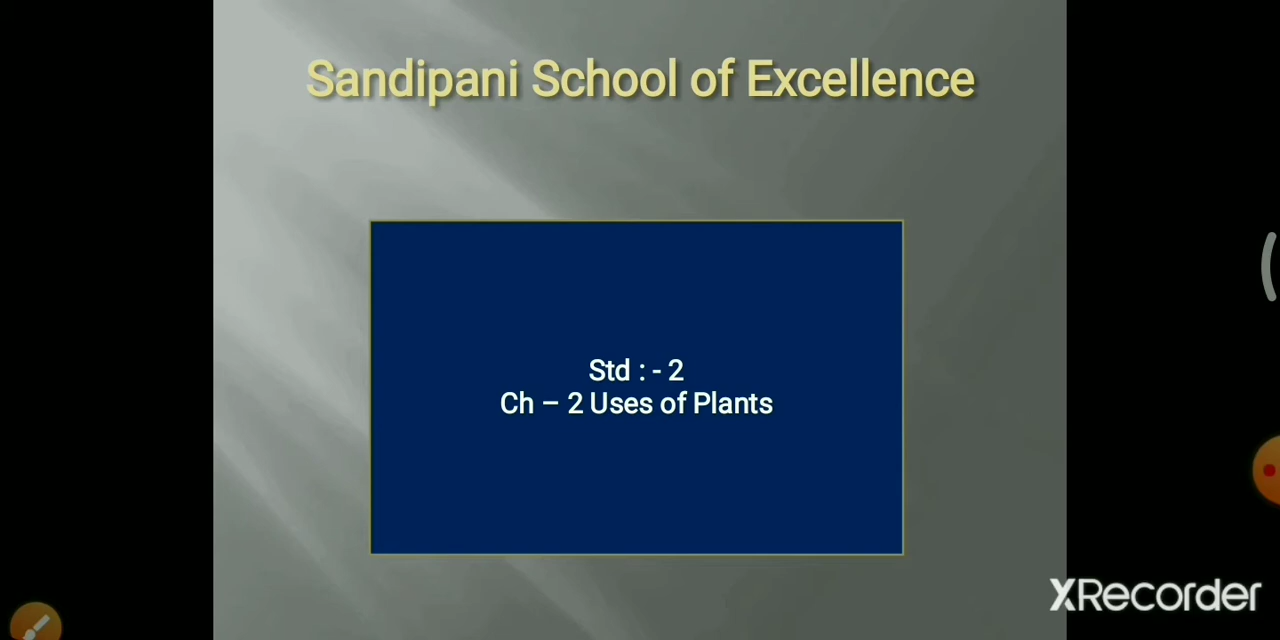 Sandipani School of Excellence
Std : - 2
Ch – 2 Uses of Plants
XRecorder